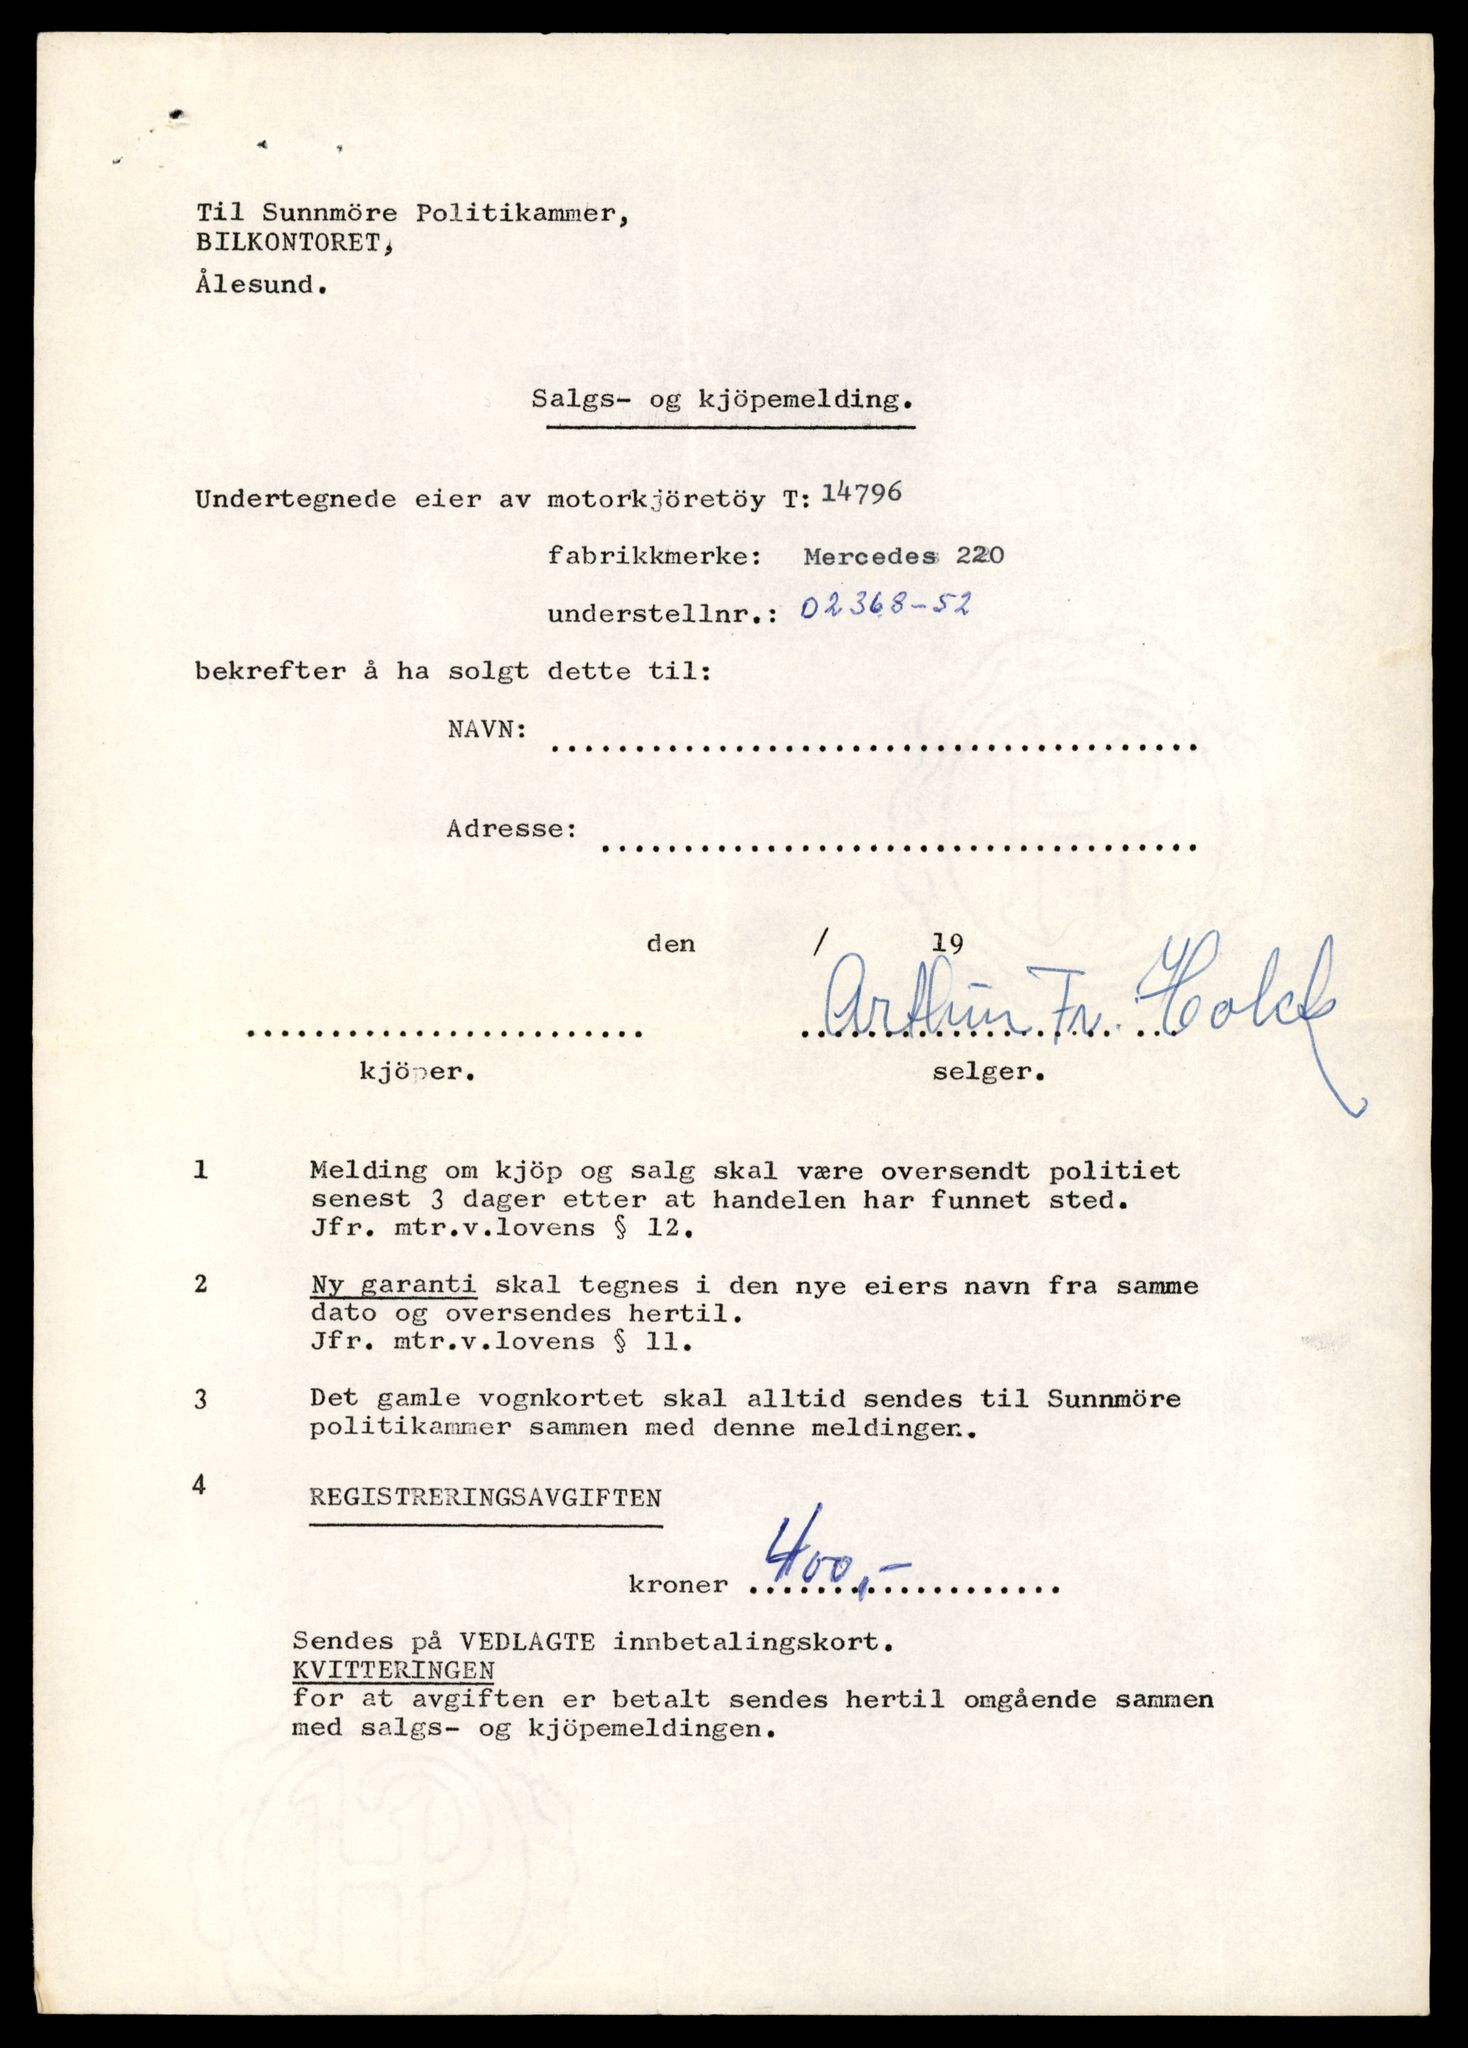 Til Sunnmöre Politikammer,
BILKONTORET,
Ålesund.
Salgs- og kjöpemelding.
Undertegnede eier av motorkjöretöy T: 14796
fabrikkmerke: Mercedes 220
understellnr.: 02368-52
bekrefter å ha solgt dette til:
NAVN: .......................................
Adresse: ....................................
den / 19
Arthur Fr. Holck
kjöper. selger.
1 Melding om kjöp og salg skal være oversendt politiet
senest 3 dager etter at handelen har funnet sted.
Jfr. mtr.v.lovens § 12.
2 Ny garanti skal tegnes i den nye eiers navn fra samme
dato og oversendes hertil.
Jfr. mtr.v.lovens § 11.
3 Det gamle vognkortet skal alltid sendes til Sunnmöre
politikammer sammen med denne meldingen.
4 REGISTRERINGSAVGIFTEN
kroner 400,-
Sendes på VEDLAGTE innbetalingskort.
KVITTERINGEN
for at avgiften er betalt sendes hertil omgående sammen
med salgs- og kjöpemeldingen.